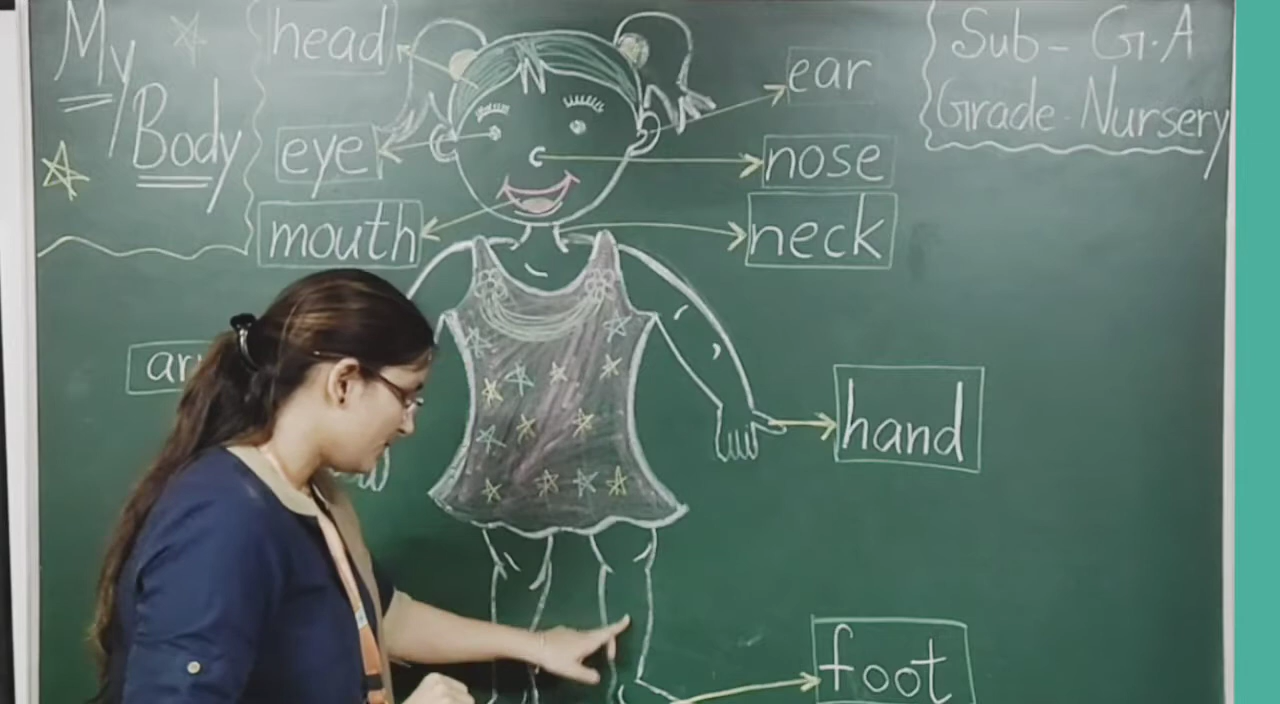 My
Body
head
eye
mouth
ear
nose
neck
hand
foot
Sub - G.A
Grade - Nursery